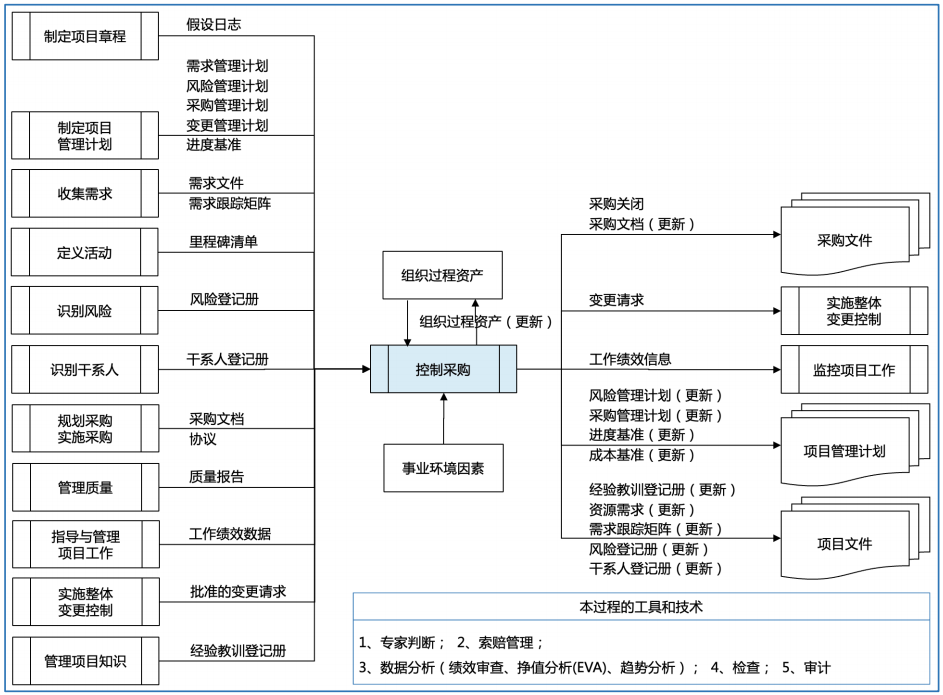 制定项目章程
假设日志
制定项目
管理计划
需求管理计划
风险管理计划
采购管理计划
变更管理计划
进度基准
收集需求
需求文件
需求跟踪矩阵
定义活动
里程碑清单
识别风险
风险登记册
识别干系人
干系人登记册
规划采购
实施采购
采购文档
协议
管理质量
质量报告
指导与管理
项目工作
工作绩效数据
实施整体
变更控制
批准的变更请求
管理项目知识
经验教训登记册
组织过程资产
组织过程资产（更新）
控制采购
事业环境因素
采购关闭
采购文档（更新）
采购文件
变更请求
实施整体
变更控制
工作绩效信息
监控项目工作
风险管理计划（更新）
采购管理计划（更新）
进度基准（更新）
成本基准（更新）
项目管理计划
经验教训登记册（更新）
资源需求（更新）
需求跟踪矩阵（更新）
风险登记册（更新）
干系人登记册（更新）
项目文件
本过程的工具和技术
1、专家判断； 2、索赔管理；
3、数据分析（绩效审查、挣值分析(EVA)、趋势分析）； 4、检查； 5、审计